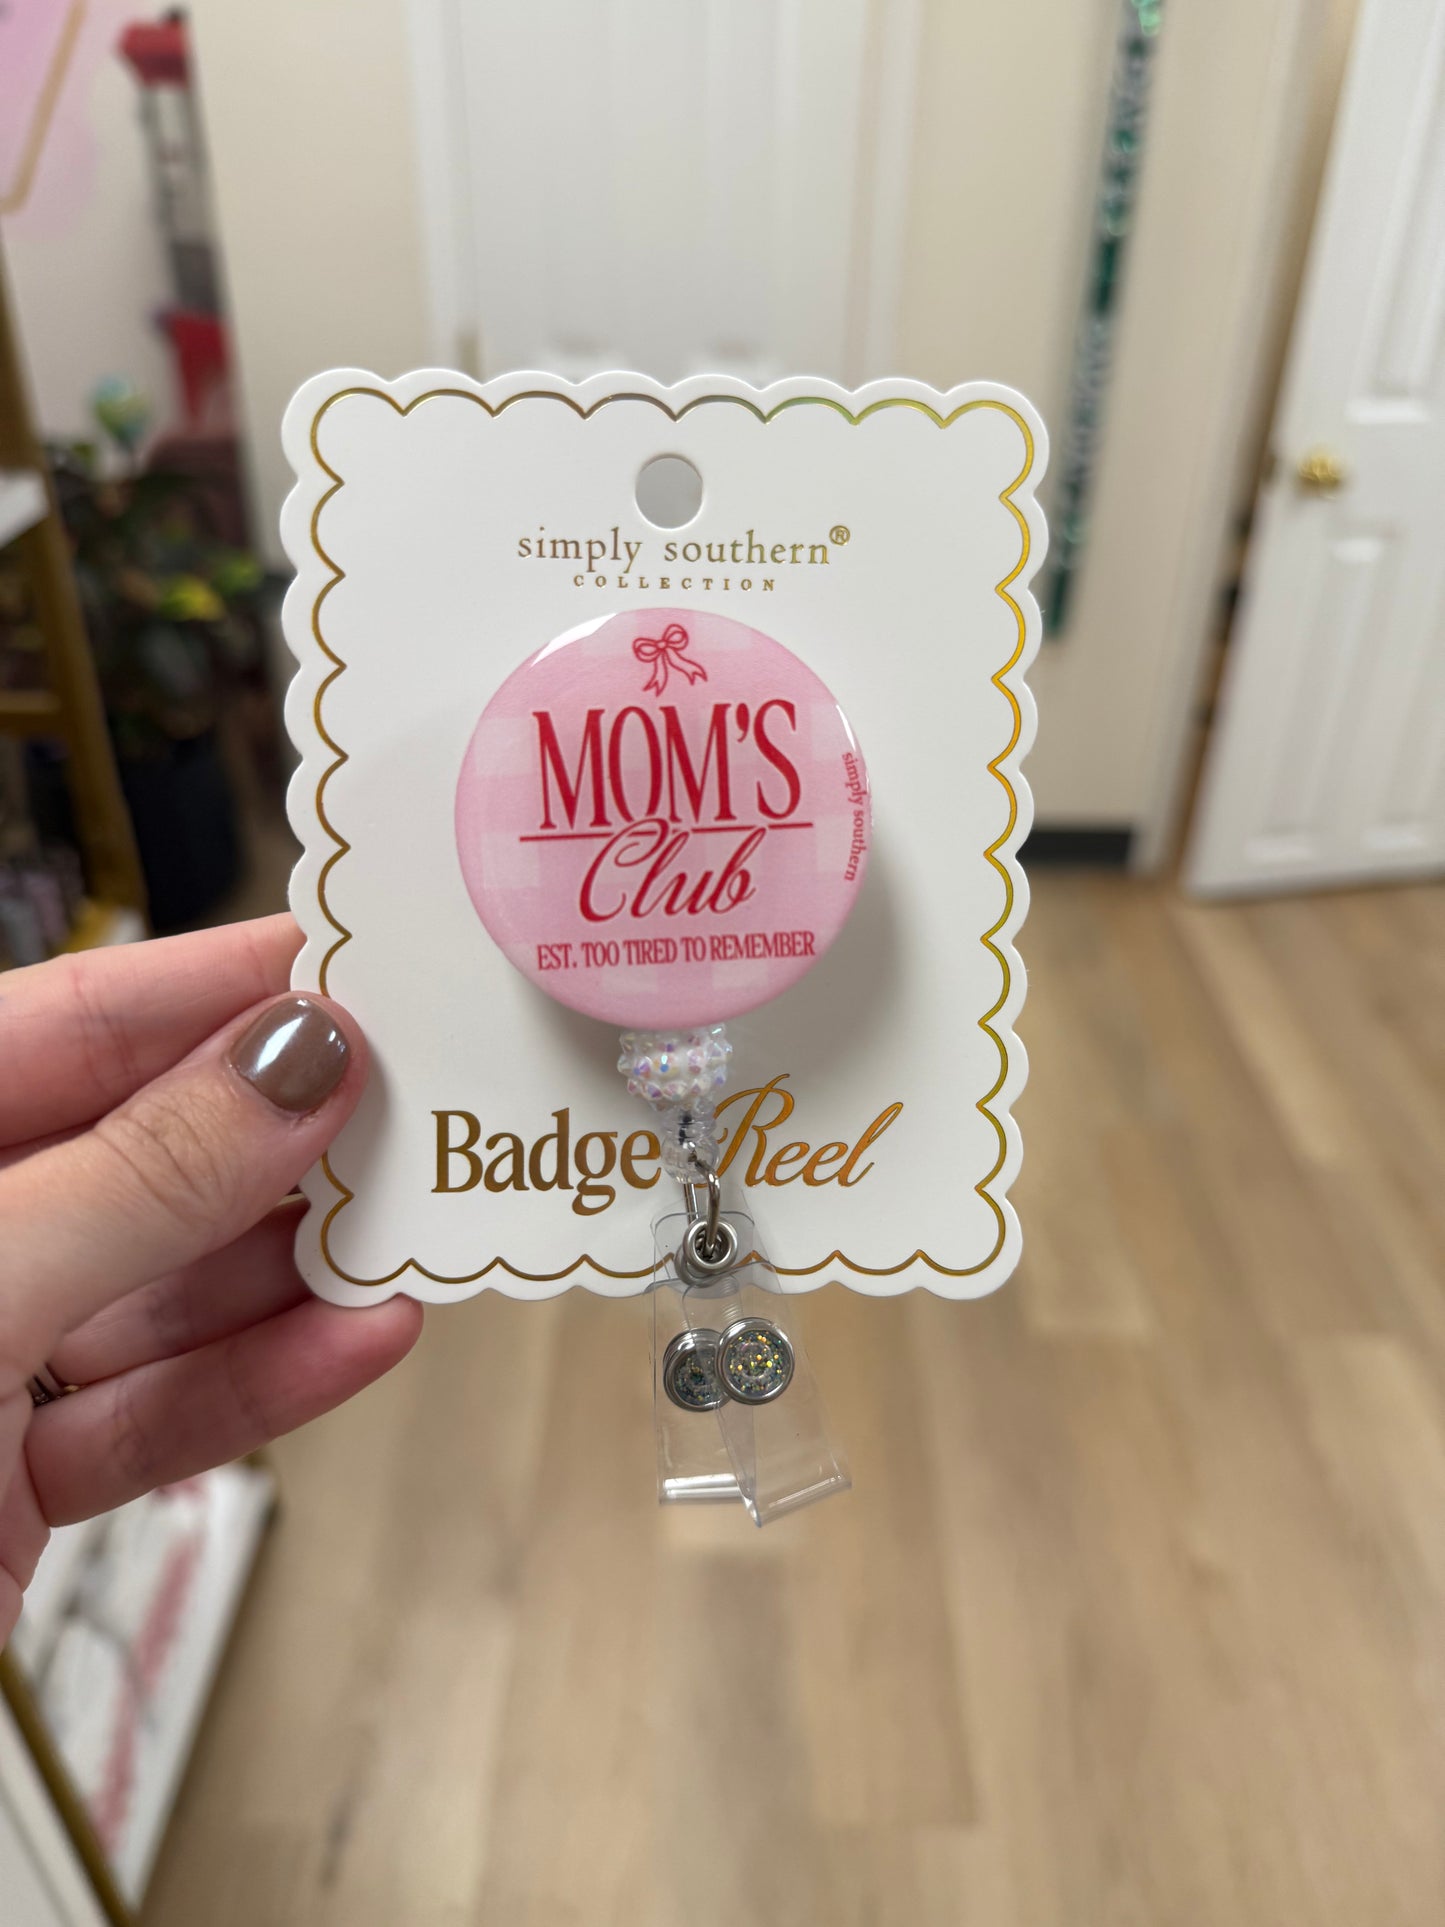 simply southern®
COLLECTION
MOM'S
Club
EST. TOO TIRED TO REMEMBER
simply southern
Badge Reel